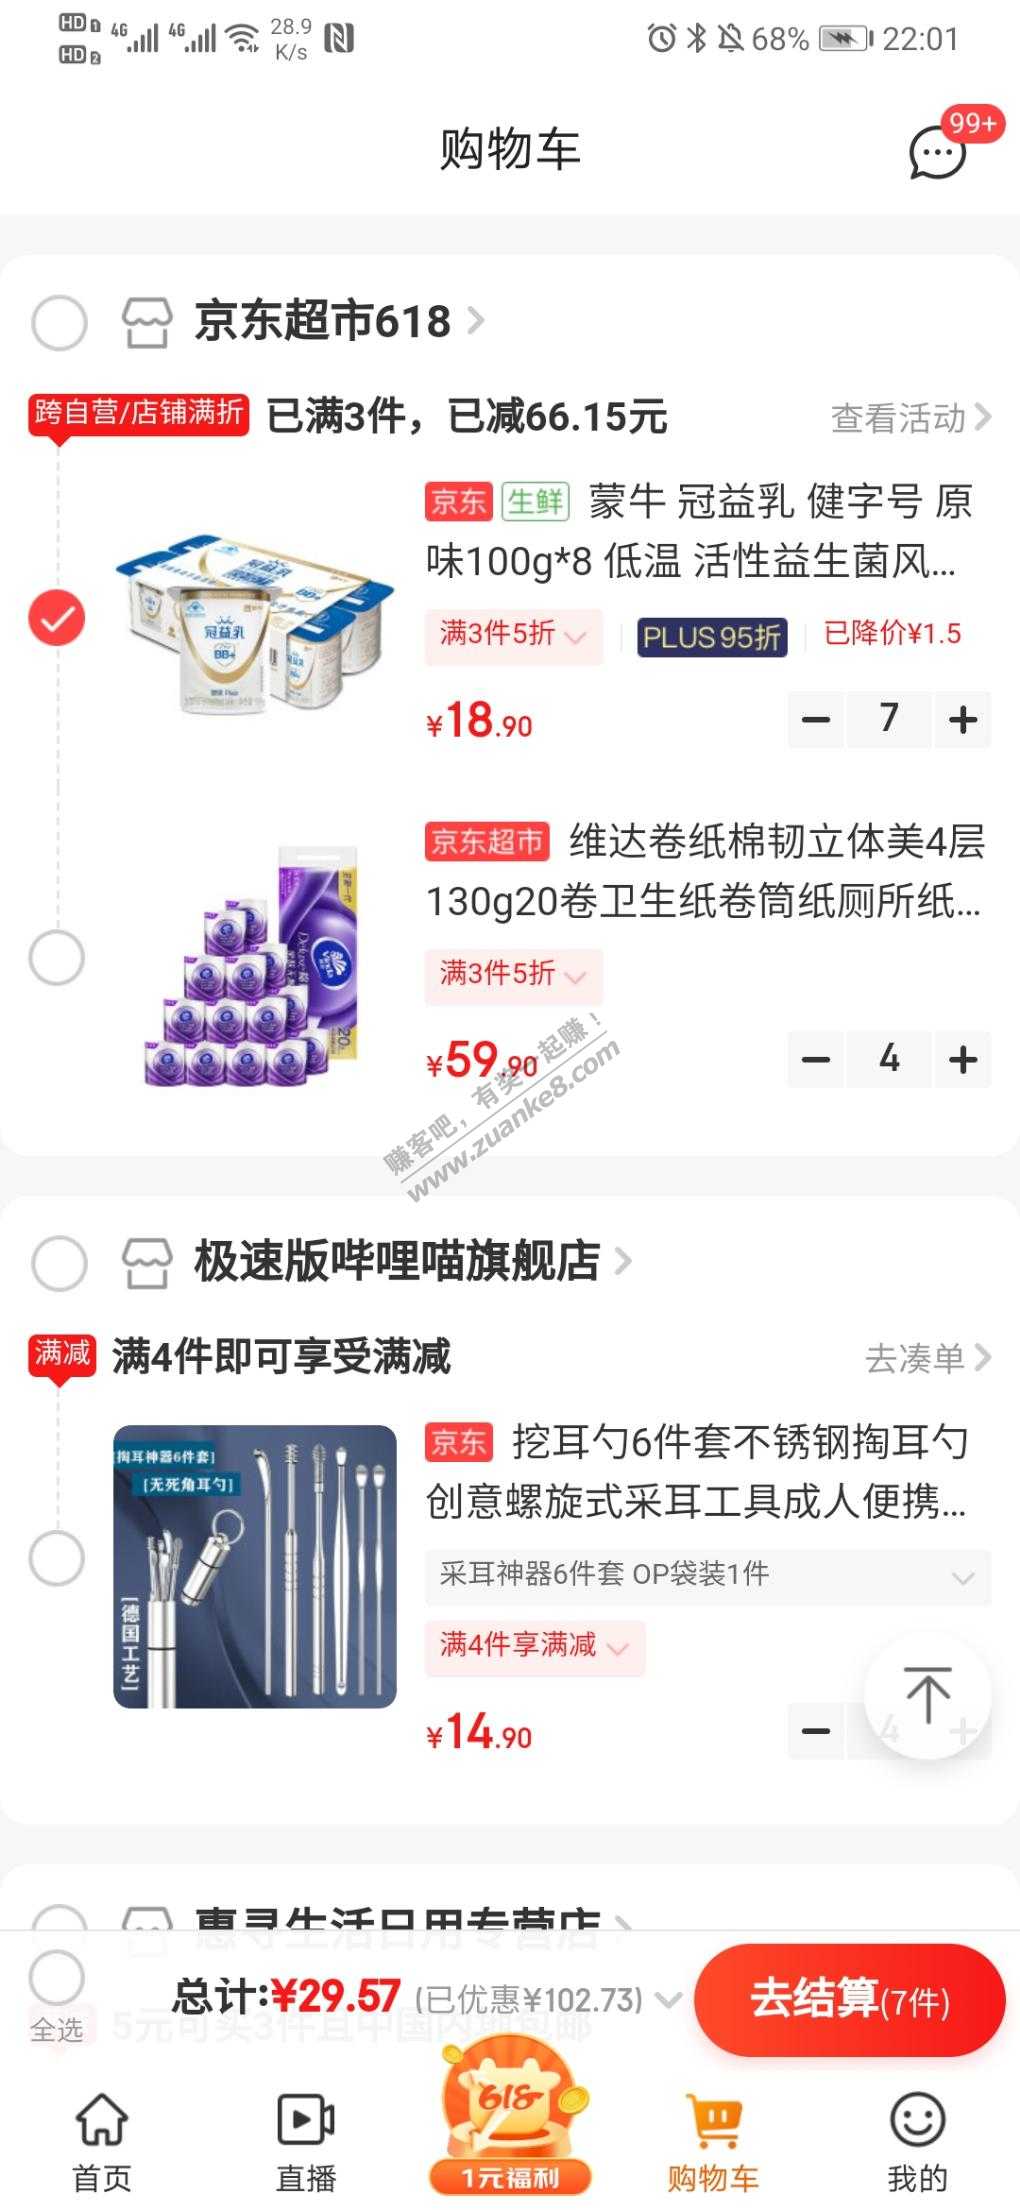 HD 1 4G 4G 28.9 K/s 68% 22:01
HD 2
购物车
99+
京东超市618
跨自营/店铺满折 已满3件，已减66.15元 查看活动
京东 生鲜 蒙牛 冠益乳 健字号 原
味100g*8 低温 活性益生菌风...
满3件5折 PLUS 95折 已降价¥1.5
¥18.90 7
冠益乳
BB+
京东超市 维达卷纸棉韧立体美4层
130g20卷卫生纸卷筒纸厕所纸...
满3件5折
¥59.90 4
Vinda
Deluxe
20
赚客吧，有奖一起赚！
www.zuanke8.com
极速版哔哩喵旗舰店
满减 满4件即可享受满减 去凑单
京东 挖耳勺6件套不锈钢掏耳勺
创意螺旋式采耳工具成人便携...
[掏耳神器6件套]
[无死角耳勺]
[德国工艺]
采耳神器6件套 OP袋装1件
满4件享满减
¥14.90 4
惠寻生活日用专营店
全选
总计:¥29.57 (已优惠¥102.73) 去结算(7件)
5元可买3件且中国内地包邮
618
1元福利
首页 直播 购物车 我的